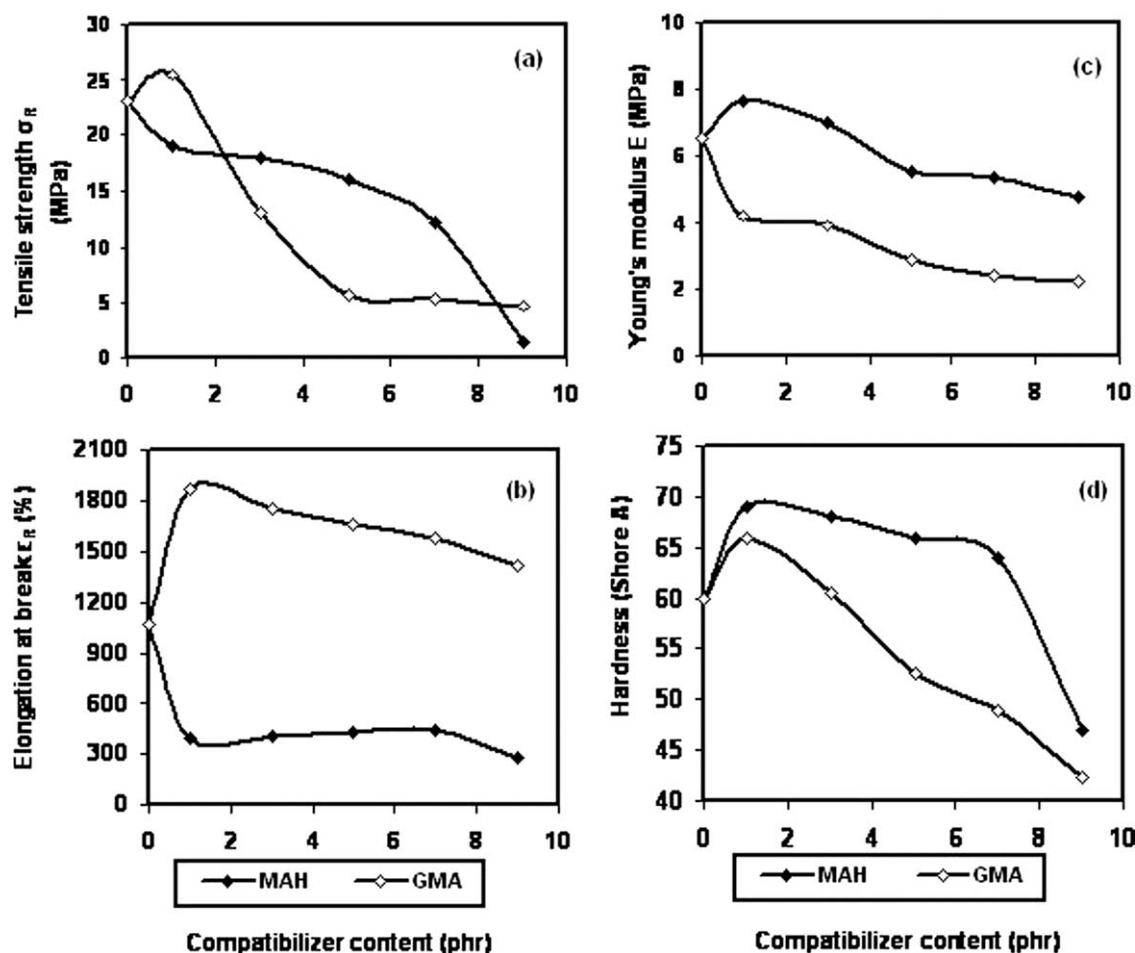 (a)
Tensile strength σR
(MPa)
30
25
20
15
10
5
0
0 2 4 6 8 10
(c)
Young's modulus E (MPa)
10
8
6
4
2
0
0 2 4 6 8 10
(b)
Elongation at break εR (%)
2100
1800
1500
1200
900
600
300
0
0 2 4 6 8 10
MAH GMA
Compatibilizer content (phr)
(d)
Hardness (Shore A)
75
70
65
60
55
50
45
40
0 2 4 6 8 10
MAH GMA
Compatibilizer content (phr)